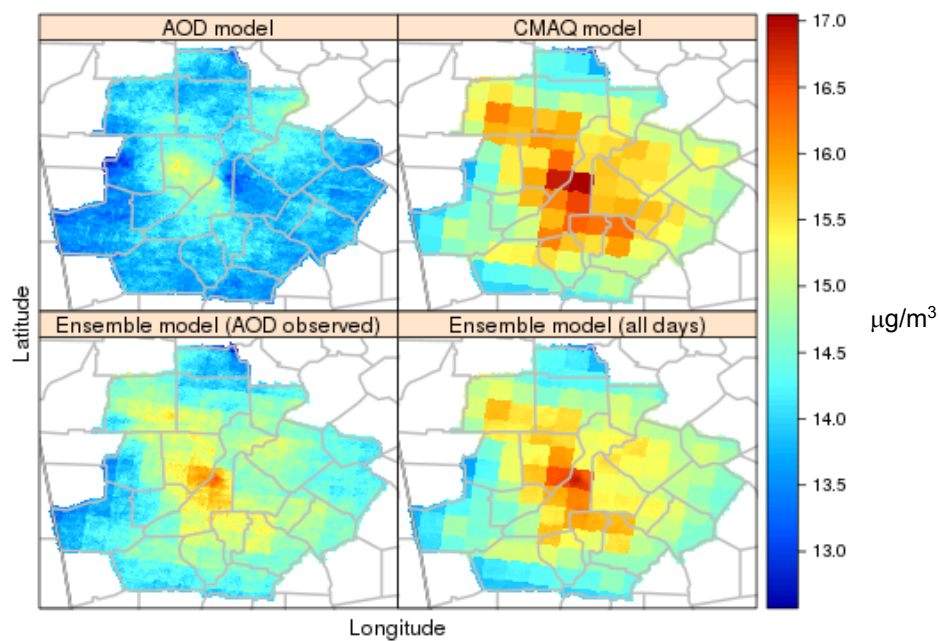 AOD model
CMAQ model
Ensemble model (AOD observed)
Ensemble model (all days)
Latitude
Longitude
17.0
16.5
16.0
15.5
15.0
14.5
14.0
13.5
13.0
μg/m³